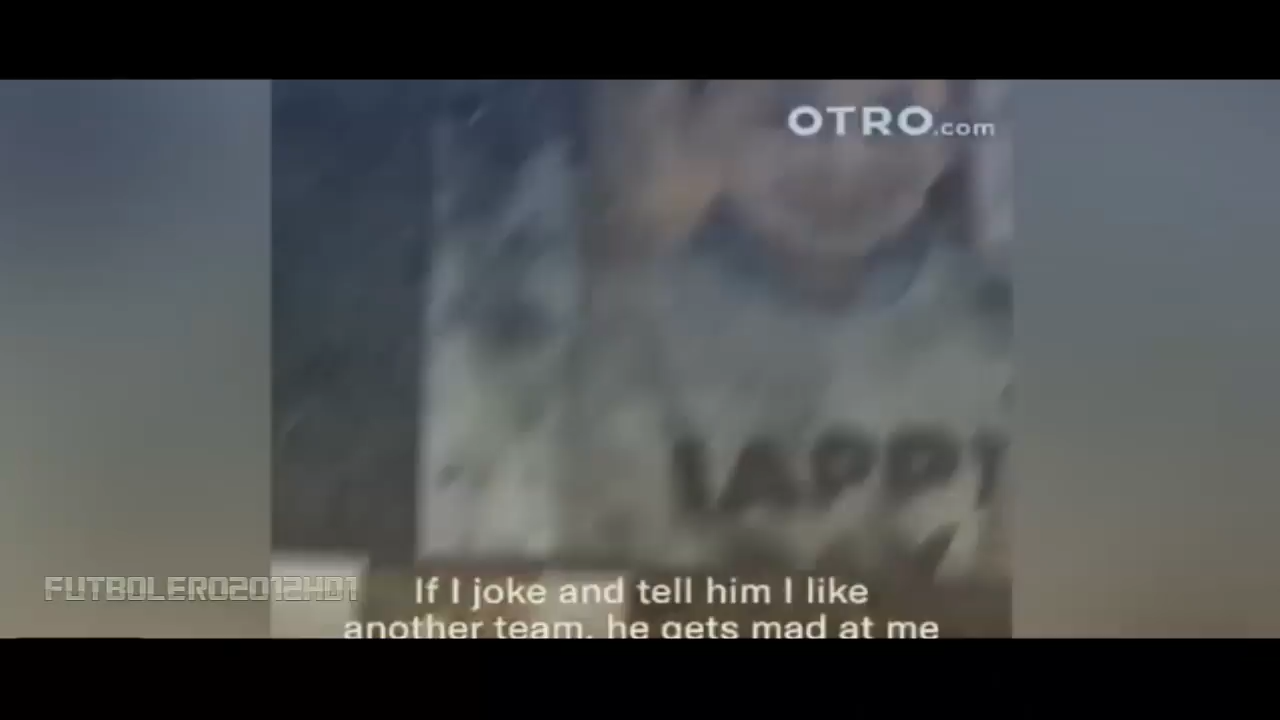 OTRO.com
FUTBOLERO2012HD1
If I joke and tell him I like
another team, he gets mad at me